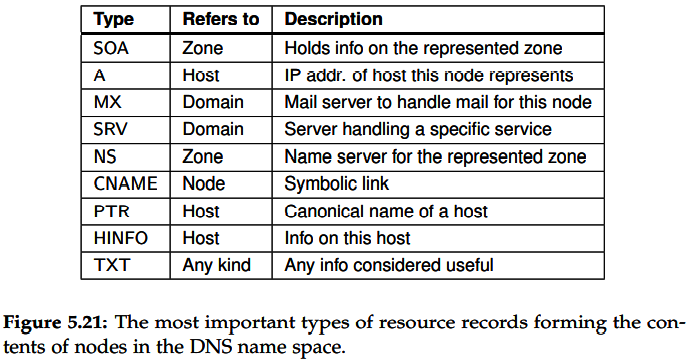 Type Refers to Description
SOA Zone Holds info on the represented zone
A Host IP addr. of host this node represents
MX Domain Mail server to handle mail for this node
SRV Domain Server handling a specific service
NS Zone Name server for the represented zone
CNAME Node Symbolic link
PTR Host Canonical name of a host
HINFO Host Info on this host
TXT Any kind Any info considered useful
Figure 5.21: The most important types of resource records forming the con-
tents of nodes in the DNS name space.